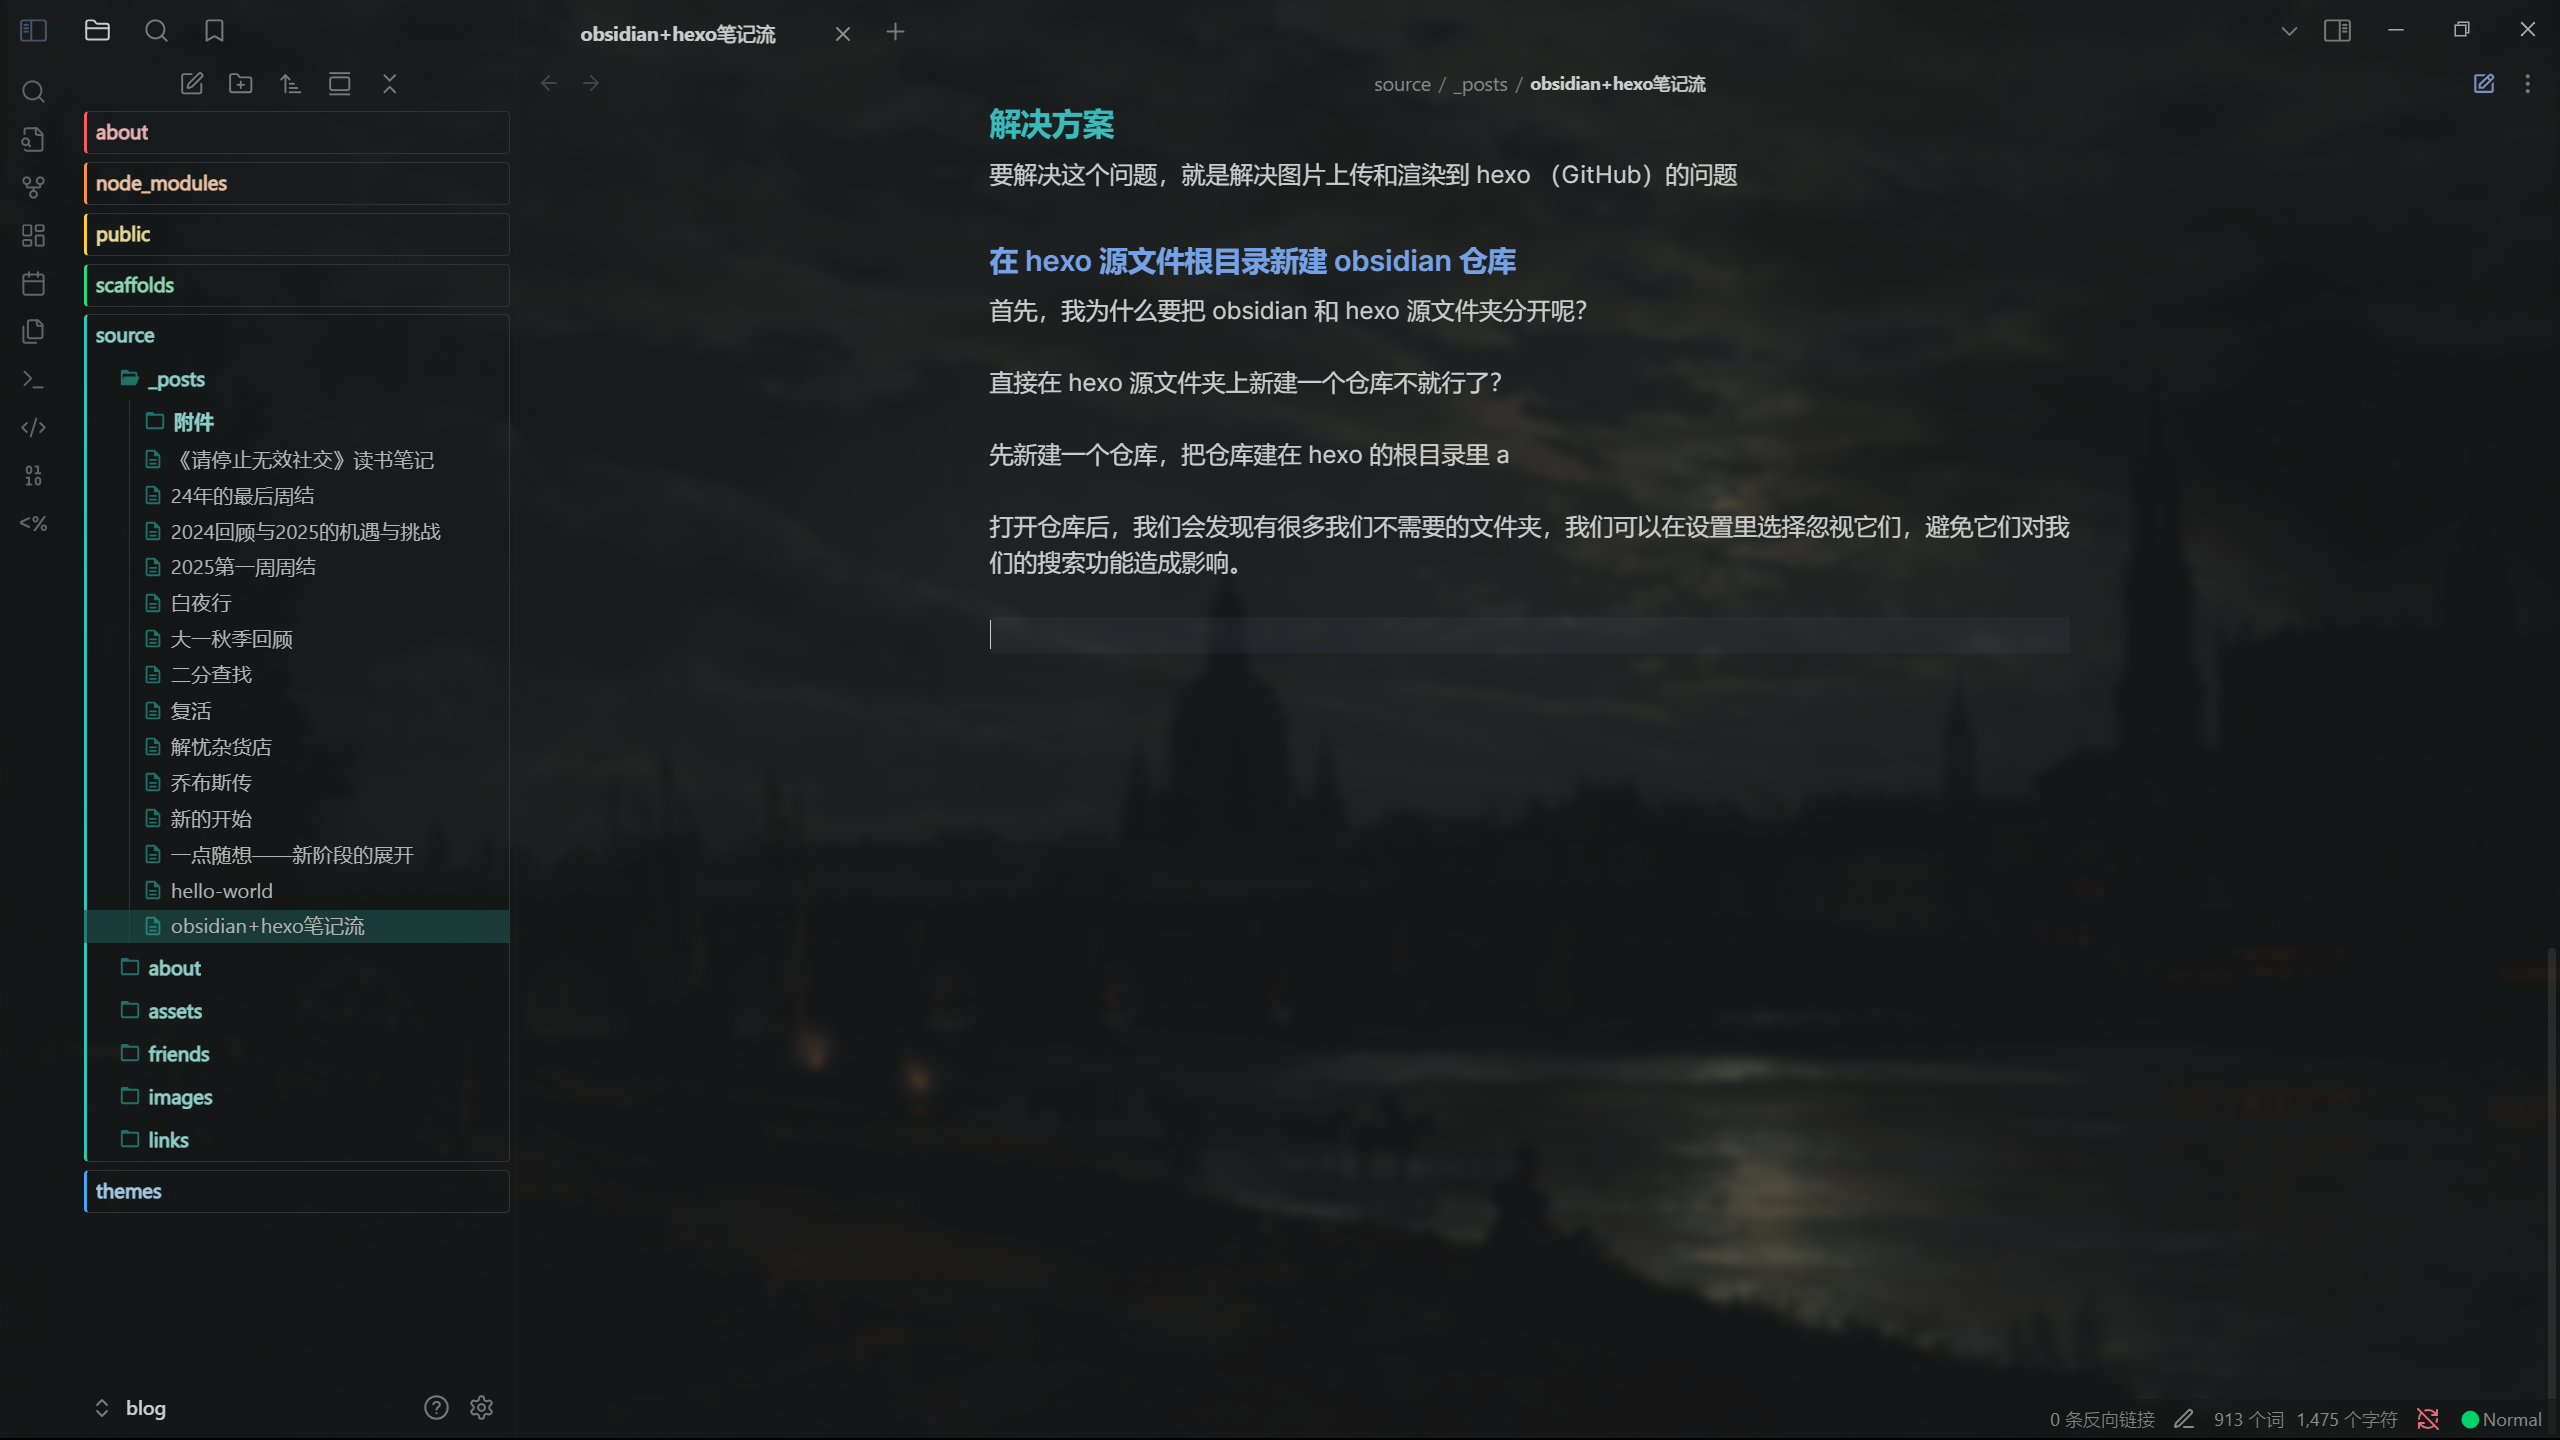 obsidian+hexo笔记流
source / _posts / obsidian+hexo笔记流
about
node_modules
public
scaffolds
source
_posts
附件
《请停止无效社交》读书笔记
24年的最后周结
2024回顾与2025的机遇与挑战
2025第一周周结
白夜行
大一秋季回顾
二分查找
复活
解忧杂货店
乔布斯传
新的开始
一点随想——新阶段的展开
hello-world
obsidian+hexo笔记流
about
assets
friends
images
links
themes
blog
解决方案
要解决这个问题，就是解决图片上传和渲染到 hexo （GitHub）的问题
在 hexo 源文件根目录新建 obsidian 仓库
首先，我为什么要把 obsidian 和 hexo 源文件夹分开呢？
直接在 hexo 源文件夹上新建一个仓库不就行了？
先新建一个仓库，把仓库建在 hexo 的根目录里 a
打开仓库后，我们会发现有很多我们不需要的文件夹，我们可以在设置里选择忽视它们，避免它们对我
们的搜索功能造成影响。
0 条反向链接 913 个词 1,475 个字符 Normal